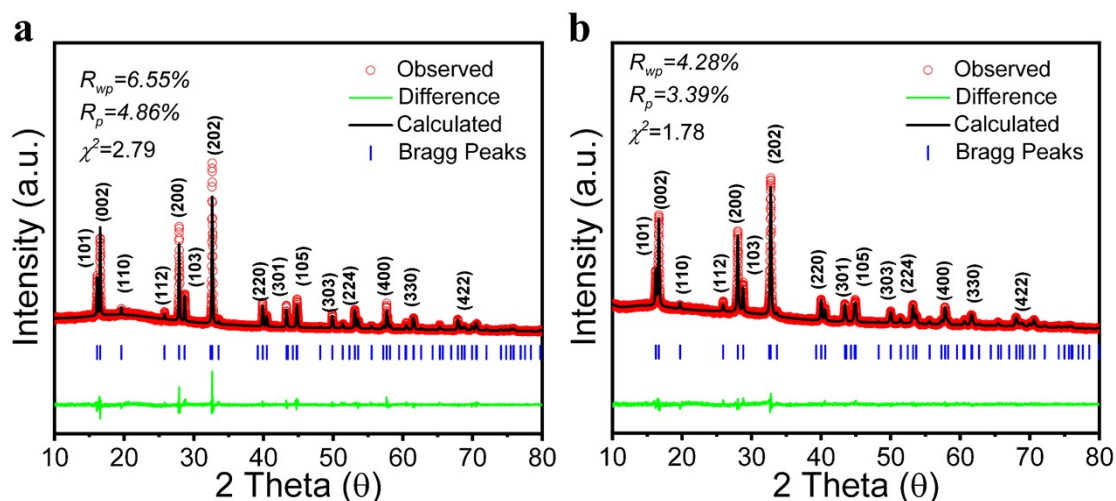 a
R_wp=6.55%
R_p=4.86%
χ²=2.79
Observed
Difference
Calculated
Bragg Peaks
(101)
(002)
(110)
(112)
(200)
(103)
(202)
(220)
(301)
(105)
(303)
(224)
(400)
(330)
(422)
Intensity (a.u.)
10 20 30 40 50 60 70 80
2 Theta (θ)
b
R_wp=4.28%
R_p=3.39%
χ²=1.78
Observed
Difference
Calculated
Bragg Peaks
(101)
(002)
(110)
(112)
(200)
(103)
(202)
(220)
(301)
(105)
(303)
(224)
(400)
(330)
(422)
Intensity (a.u.)
10 20 30 40 50 60 70 80
2 Theta (θ)